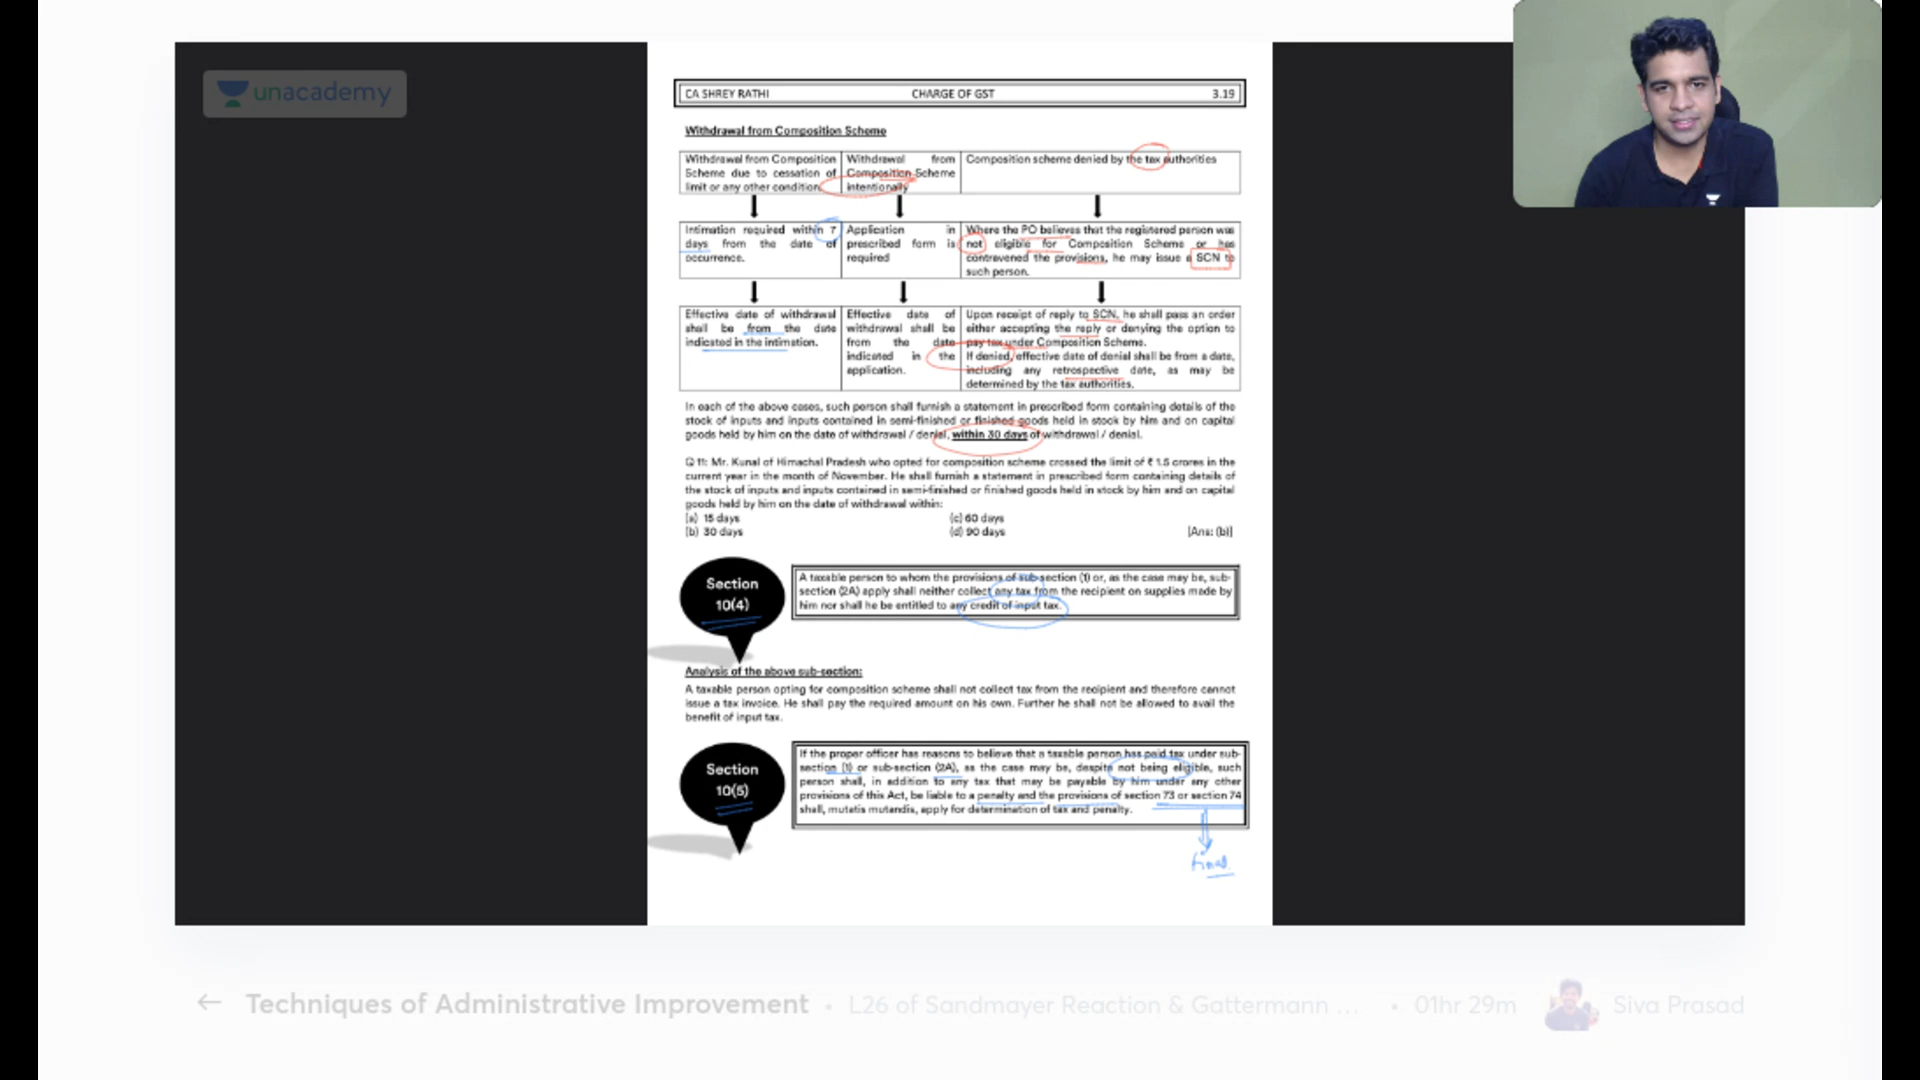 unacademy
CA SHREY RATHI CHARGE OF GST 3.19
Withdrawal from Composition Scheme
Withdrawal from Composition
Scheme due to cessation of
limit or any other condition.
Withdrawal from
Composition Scheme
intentionally
Composition scheme denied by the tax authorities
Intimation required within 7
days from the date of
occurrence.
Application in
prescribed form is
required
Where the PO believes that the registered person was
not eligible for Composition Scheme or has
contravened the provisions, he may issue a SCN to
such person.
Effective date of withdrawal
shall be from the date
indicated in the intimation.
Effective date of
withdrawal shall be
from the date
indicated in the
application.
Upon receipt of reply to SCN, he shall pass an order
either accepting the reply or denying the option to
pay tax under Composition Scheme.
If denied, effective date of denial shall be from a date,
including any retrospective date, as may be
determined by the tax authorities.
In each of the above cases, such person shall furnish a statement in prescribed form containing details of the
stock of inputs and inputs contained in semi-finished or finished goods held in stock by him and on capital
goods held by him on the date of withdrawal / denial, within 30 days of withdrawal / denial.
Q 11: Mr. Kunal of Himachal Pradesh who opted for composition scheme crossed the limit of ₹ 1.5 crores in the
current year in the month of November. He shall furnish a statement in prescribed form containing details of
the stock of inputs and inputs contained in semi-finished or finished goods held in stock by him and on capital
goods held by him on the date of withdrawal within:
(a) 15 days (c) 60 days
(b) 30 days (d) 90 days [Ans: (b)]
Section
10(4)
A taxable person to whom the provisions of sub-section (1) or, as the case may be, sub-
section (2A) apply shall neither collect any tax from the recipient on supplies made by
him nor shall he be entitled to any credit of input tax.
Analysis of the above sub-section:
A taxable person opting for composition scheme shall not collect tax from the recipient and therefore cannot
issue a tax invoice. He shall pay the required amount on his own. Further he shall not be allowed to avail the
benefit of input tax.
Section
10(5)
If the proper officer has reasons to believe that a taxable person has paid tax under sub-
section (1) or sub-section (2A), as the case may be, despite not being eligible, such
person shall, in addition to any tax that may be payable by him under any other
provisions of this Act, be liable to a penalty and the provisions of section 73 or section 74
shall, mutatis mutandis, apply for determination of tax and penalty.
Final
← Techniques of Administrative Improvement • L26 of Sandmayer Reaction & Gattermann ... • 01hr 29m Siva Prasad